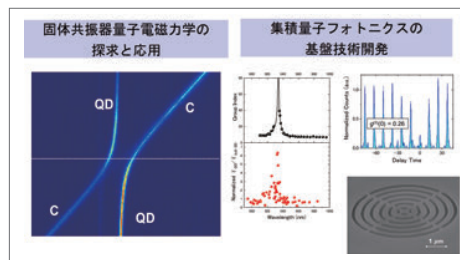 固体共振器量子電磁力学の
探求と応用
集積量子フォトニクスの
基盤技術開発
QD
C
C
QD
Group Index
Wavelength (nm)
Normalized Counts (a.u.)
g⁽²⁾(0) = 0.26
Delay Time
1 μm